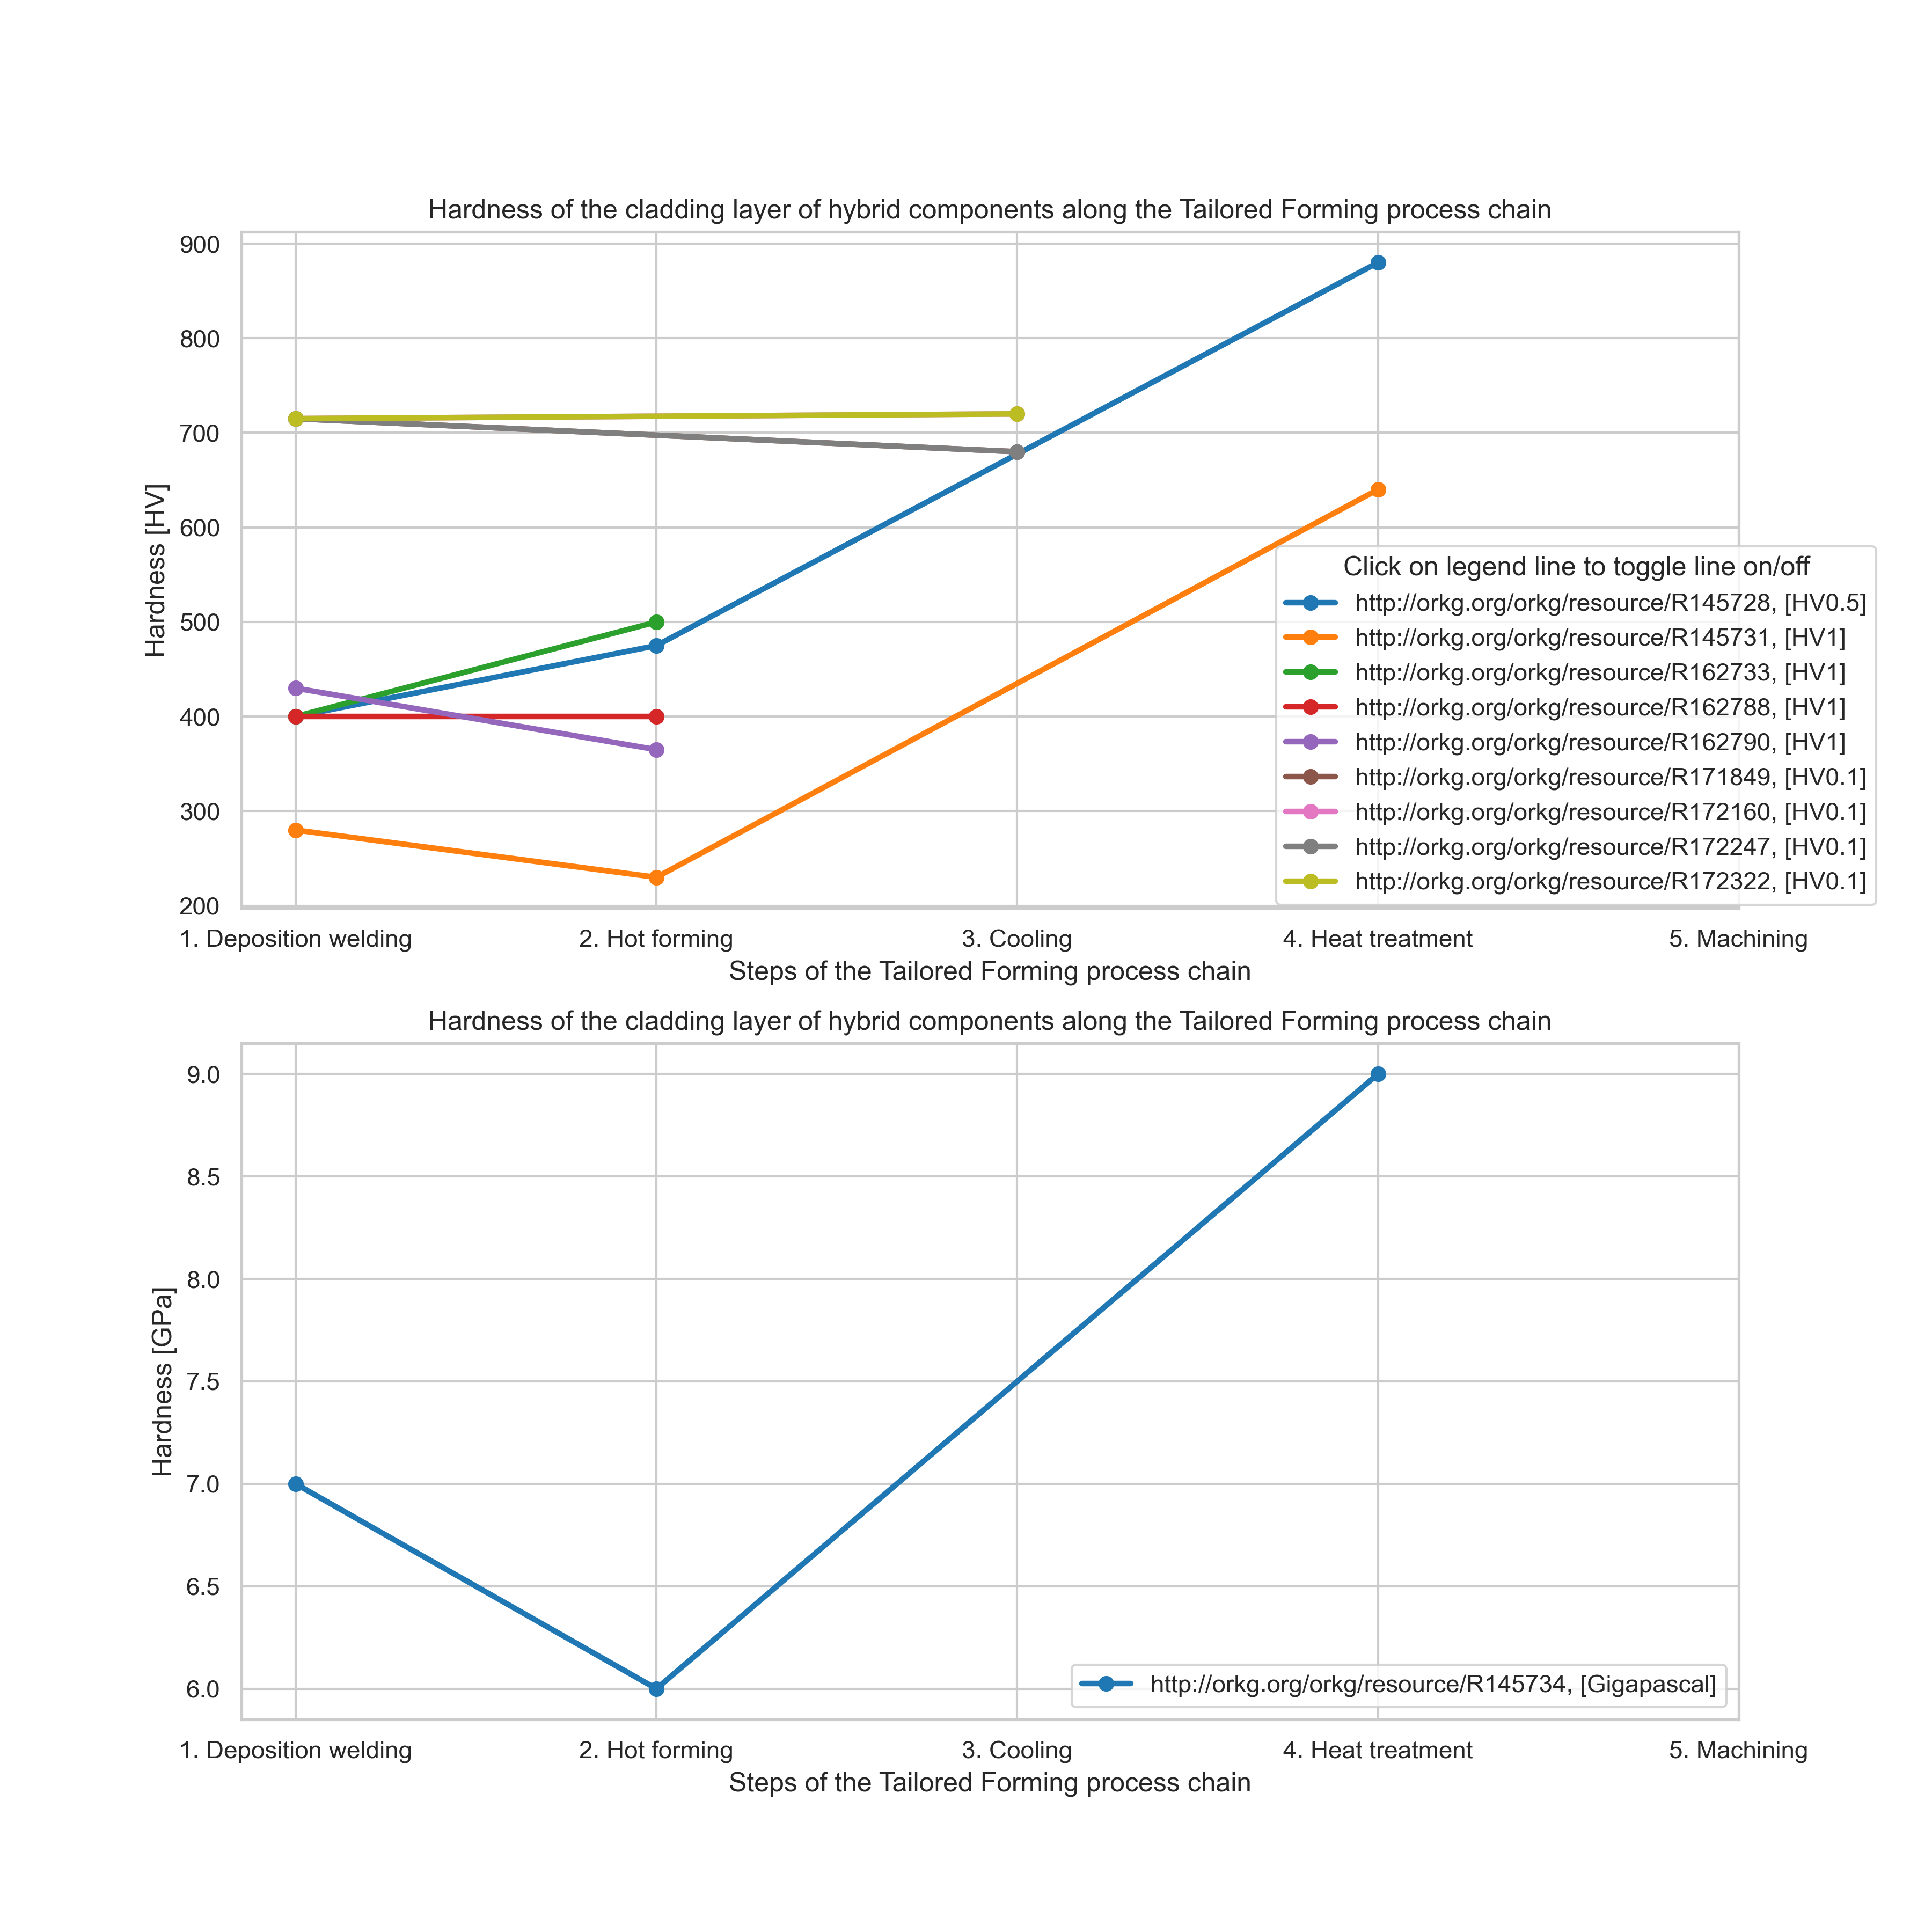 Hardness of the cladding layer of hybrid components along the Tailored Forming process chain
900
800
700
600
500
400
300
200
Hardness [HV]
Click on legend line to toggle line on/off
http://orkg.org/orkg/resource/R145728, [HV0.5]
http://orkg.org/orkg/resource/R145731, [HV1]
http://orkg.org/orkg/resource/R162733, [HV1]
http://orkg.org/orkg/resource/R162788, [HV1]
http://orkg.org/orkg/resource/R162790, [HV1]
http://orkg.org/orkg/resource/R171849, [HV0.1]
http://orkg.org/orkg/resource/R172160, [HV0.1]
http://orkg.org/orkg/resource/R172247, [HV0.1]
http://orkg.org/orkg/resource/R172322, [HV0.1]
1. Deposition welding 2. Hot forming 3. Cooling 4. Heat treatment 5. Machining
Steps of the Tailored Forming process chain
Hardness of the cladding layer of hybrid components along the Tailored Forming process chain
9.0
8.5
8.0
7.5
7.0
6.5
6.0
Hardness [GPa]
http://orkg.org/orkg/resource/R145734, [Gigapascal]
1. Deposition welding 2. Hot forming 3. Cooling 4. Heat treatment 5. Machining
Steps of the Tailored Forming process chain